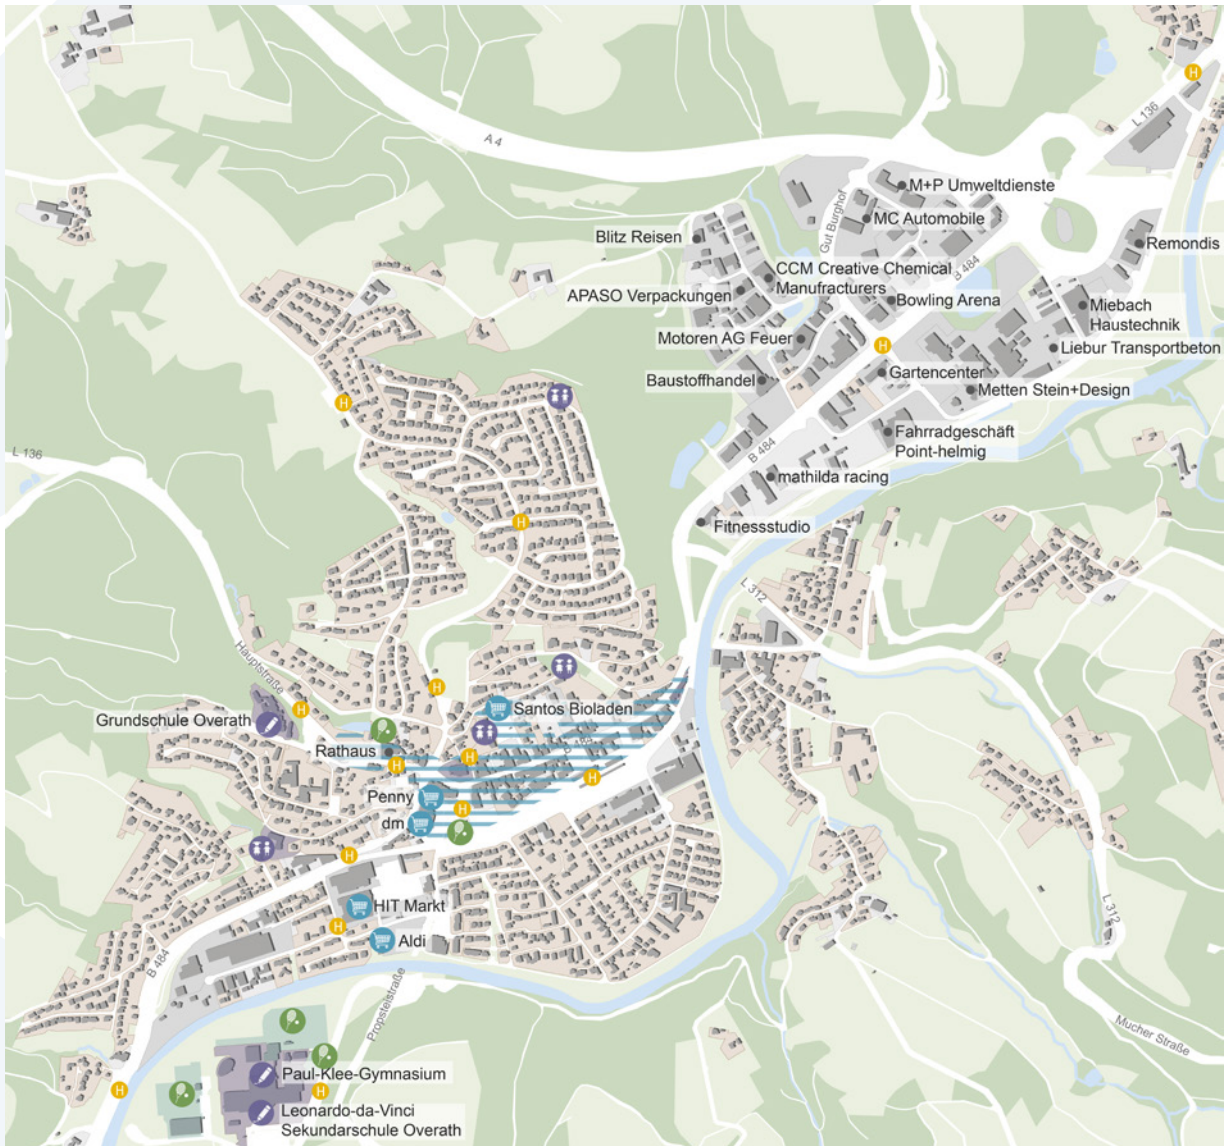 L 136
A 4
M+P Umweltdienste
Gut Burghof
MC Automobile
Blitz Reisen
Remondis
CCM Creative Chemical
Manufracturers
B 484
APASO Verpackungen
Bowling Arena
Miebach
Haustechnik
Motoren AG Feuer
Liebur Transportbeton
Gartencenter
Baustoffhandel
Metten Stein+Design
Fahrradgeschäft
Point-helmig
B 484
L 136
mathilda racing
Fitnessstudio
L 312
Hauptstraße
Santos Bioladen
Grundschule Overath
B 484
Rathaus
Penny
dm
HIT Markt
L 312
Aldi
B 484
Propsteistraße
Mucher Straße
Paul-Klee-Gymnasium
Leonardo-da-Vinci
Sekundarschule Overath
H
H
H
H
H
H
H
H
H
H
H
H
H
H